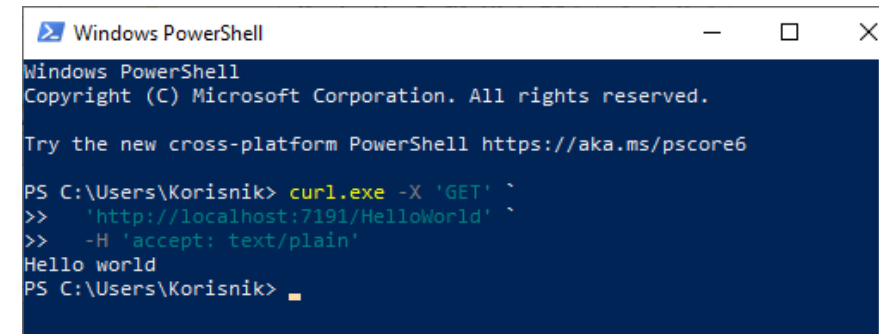 Windows PowerShell
Windows PowerShell
Copyright (C) Microsoft Corporation. All rights reserved.
Try the new cross-platform PowerShell https://aka.ms/pscore6
PS C:\Users\Korisnik> curl.exe -X 'GET' `
>>   'http://localhost:7191/HelloWorld' `
>>   -H 'accept: text/plain'
Hello world
PS C:\Users\Korisnik>